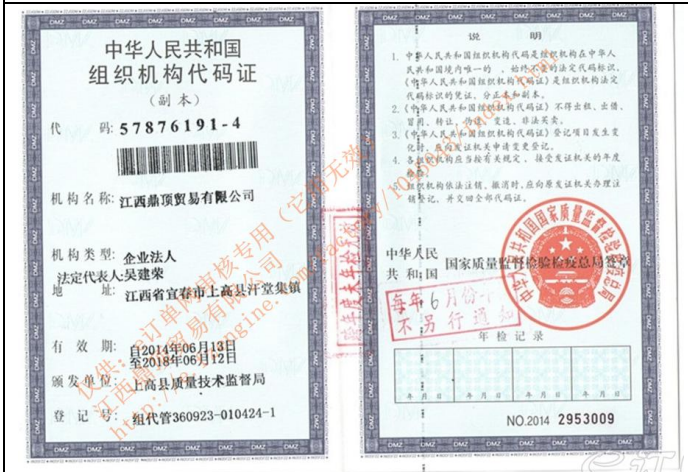 中华人民共和国
组织机构代码证
(副本)
代 码: 57876191-4
机构名称: 江西鼎顶贸易有限公司
机构类型: 企业法人
法定代表人吴建荣
地 址: 江西省宜春市上高县汗堂集镇
有 效 期: 自2014年06月13日
至2018年06月12日
颁发单位: 上高县质量技术监督局
登 记 号: 组代管360923-010424-1
说 明
1. 中华人民共和国组织机构代码是组织机构在中华人
民共和国境内唯一的、始终不变的法定代码标识，
《中华人民共和国组织机构代码证》是组织机构法定
代码标识的凭证，分正本和副本。
2. 《中华人民共和国组织机构代码证》不得出租、出借、
冒用、转让、伪造、变造、非法买卖。
3. 《中华人民共和国组织机构代码证》登记项目发生变
化时，应向发证机关申请变更登记。
4. 各组织机构应当按有关规定，接受发证机关的年度
验证。
5. 组织机构依法注销、撤消时，应向原发证机关办理注
销登记，并交回全部代码证。
中华人民
共和国 国家质量监督检验检疫总局签章
每年6月份
不另行通知
年检记录
年 月 日 年 月 日 年 月 日 年 月 日
NO.2014 2953009